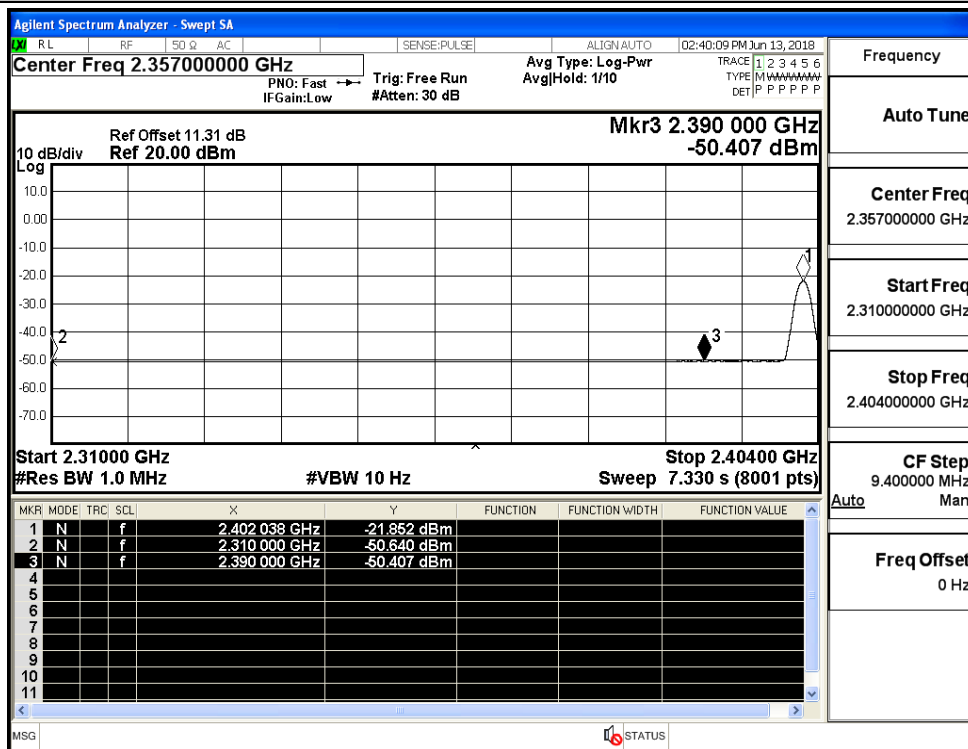 Agilent Spectrum Analyzer - Swept SA
LXI RL RF 50 Ω AC SENSE:PULSE ALIGN AUTO 02:40:09 PM Jun 13, 2018
Center Freq 2.357000000 GHz
PNO: Fast
IFGain:Low
Trig: Free Run
#Atten: 30 dB
Avg Type: Log-Pwr
Avg|Hold: 1/10
TRACE 1 2 3 4 5 6
TYPE M W W W W W
DET P P P P P P
10 dB/div
Log
Ref Offset 11.31 dB
Ref 20.00 dBm
Mkr3 2.390 000 GHz
-50.407 dBm
10.0
0.00
-10.0
-20.0
-30.0
-40.0
-50.0
-60.0
-70.0
1
2
3
Start 2.31000 GHz Stop 2.40400 GHz
#Res BW 1.0 MHz #VBW 10 Hz Sweep 7.330 s (8001 pts)
MKR MODE TRC SCL X Y FUNCTION FUNCTION WIDTH FUNCTION VALUE
1 N f 2.402 038 GHz -21.852 dBm
2 N f 2.310 000 GHz -50.640 dBm
3 N f 2.390 000 GHz -50.407 dBm
4
5
6
7
8
9
10
11
MSG STATUS
Frequency
Auto Tune
Center Freq
2.357000000 GHz
Start Freq
2.310000000 GHz
Stop Freq
2.404000000 GHz
CF Step
9.400000 MHz
Auto Man
Freq Offset
0 Hz